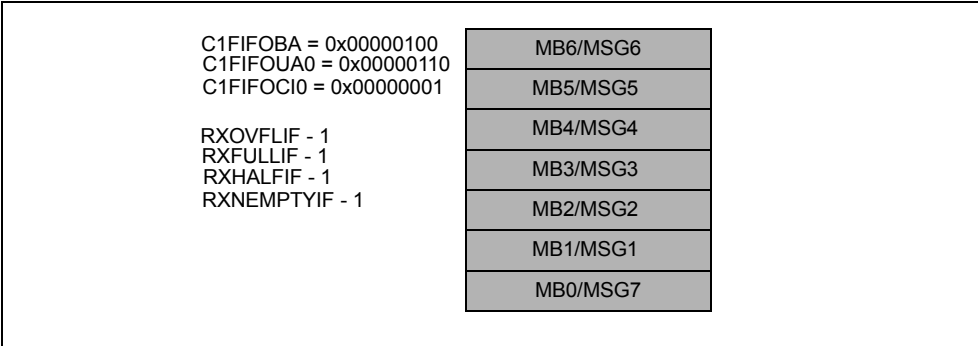 C1FIFOBA = 0x00000100
C1FIFOUA0 = 0x00000110
C1FIFOCI0 = 0x00000001
RXOVFLIF - 1
RXFULLIF - 1
RXHALFIF - 1
RXNEMPTYIF - 1
MB6/MSG6
MB5/MSG5
MB4/MSG4
MB3/MSG3
MB2/MSG2
MB1/MSG1
MB0/MSG7